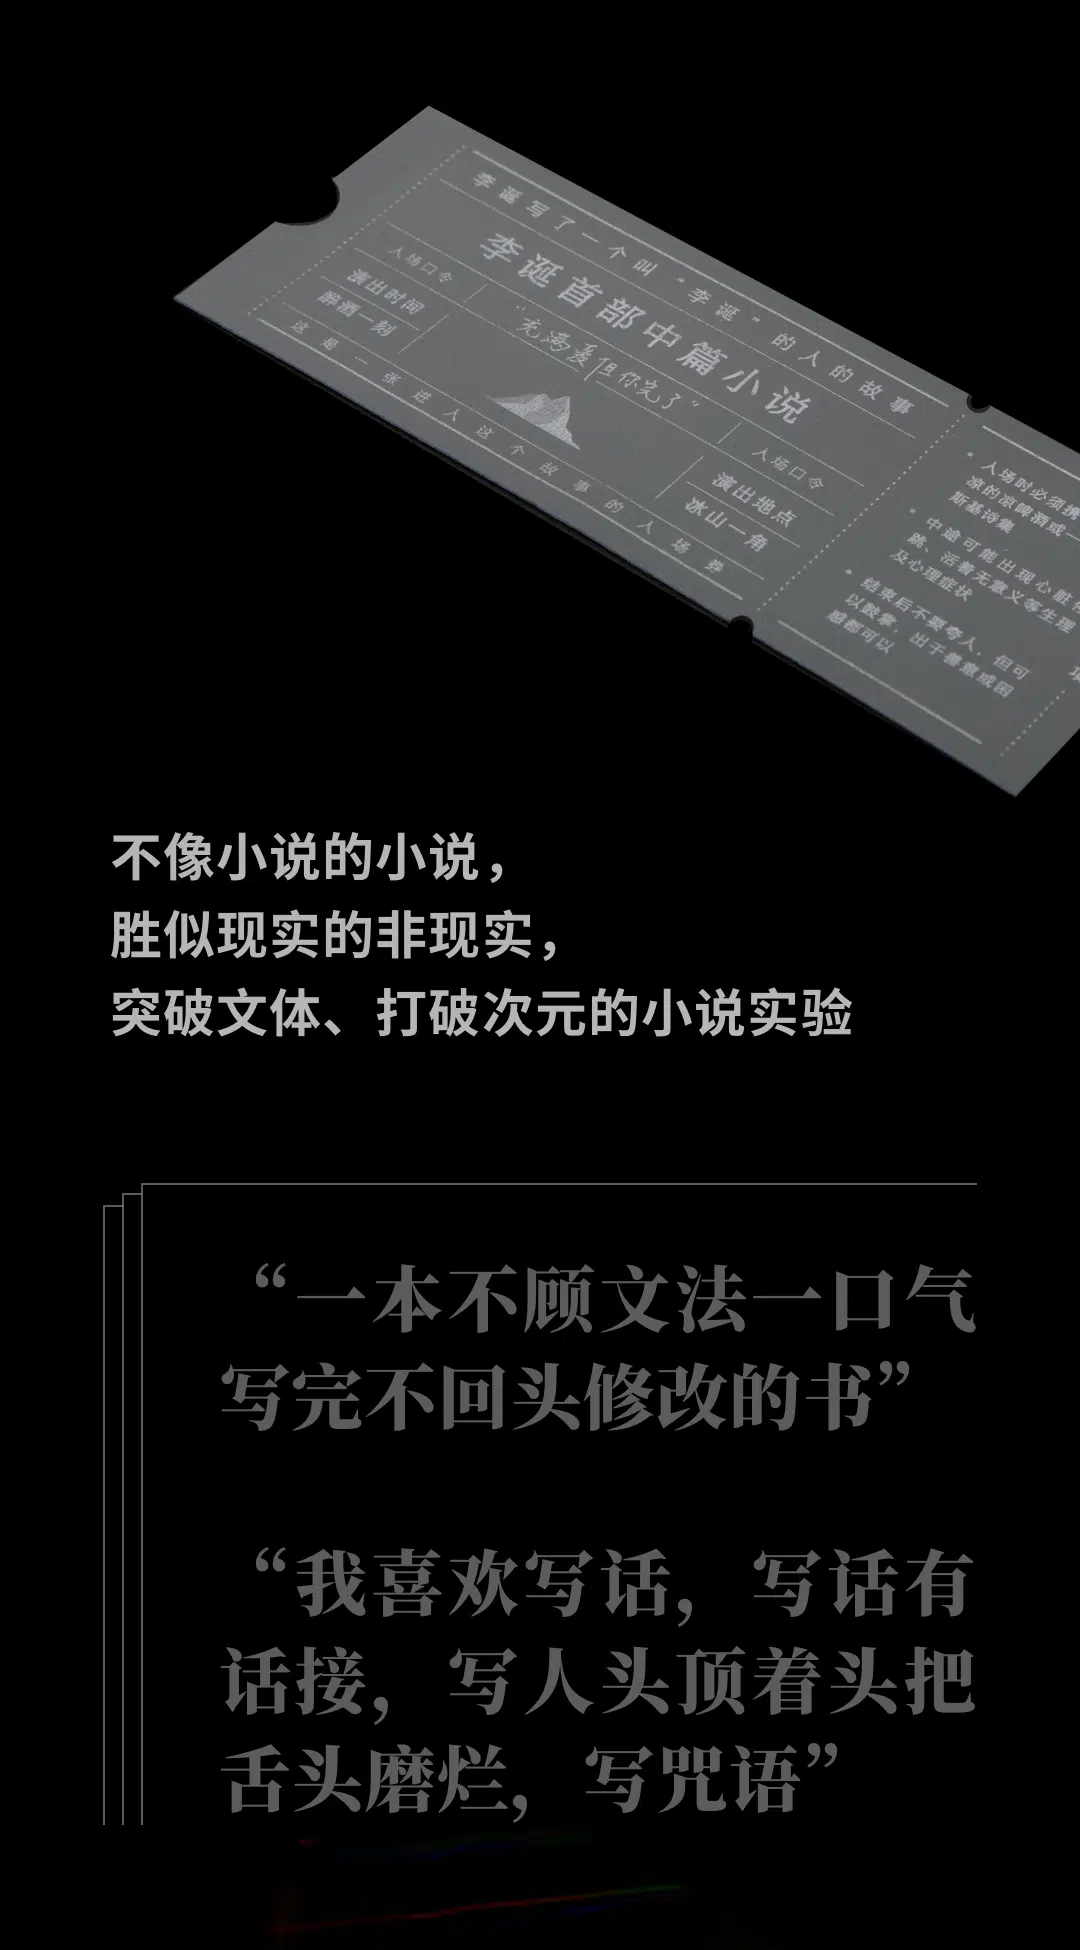 李诞写了一个叫“李诞”的人的故事
李诞首部中篇小说
入场口令
“充满爱但你完了”
入场口令
演出时间
醉酒一刻
演出地点
冰山一角
这是一张进入这个故事的入场券
入场时必须携
凉的凉啤酒或一
斯基诗集
中途可能出现心脏
跳、活着无意义等生理
及心理症状
结束后不要夸人，但可
以鼓掌，出于善意或困
惑都可以
不像小说的小说，
胜似现实的非现实，
突破文体、打破次元的小说实验
“一本不顾文法一口气
写完不回头修改的书”
“我喜欢写话，写话有
话接，写人头顶着头把
舌头磨烂，写咒语”